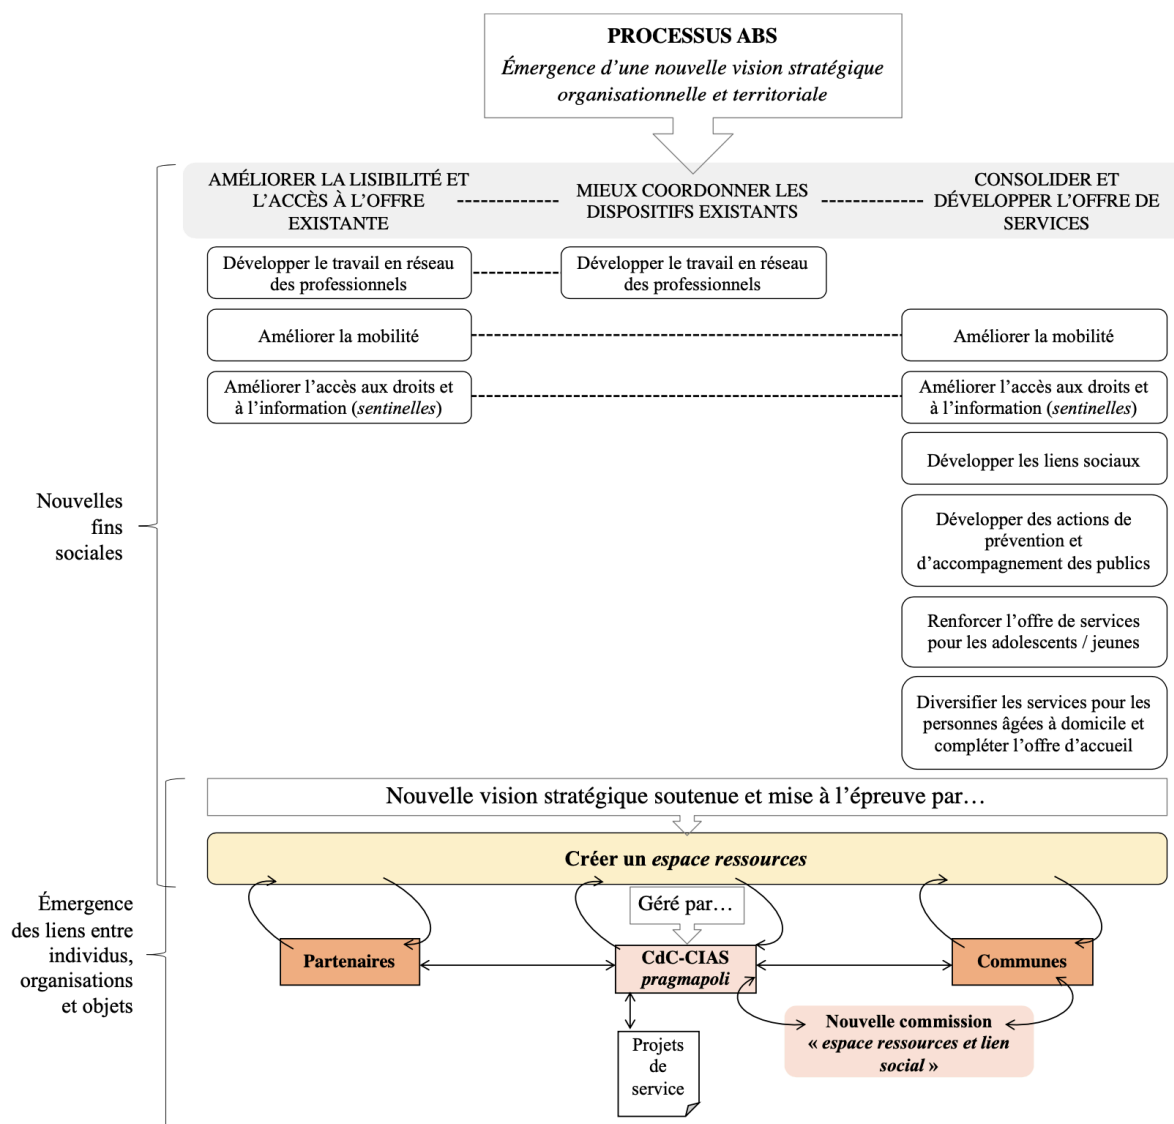 PROCESSUS ABS
Émergence d’une nouvelle vision stratégique
organisationnelle et territoriale
AMÉLIORER LA LISIBILITÉ ET
L’ACCÈS À L’OFFRE
EXISTANTE
MIEUX COORDONNER LES
DISPOSITIFS EXISTANTS
CONSOLIDER ET
DÉVELOPPER L’OFFRE DE
SERVICES
Développer le travail en réseau
des professionnels
Développer le travail en réseau
des professionnels
Améliorer la mobilité
Améliorer la mobilité
Améliorer l’accès aux droits et
à l’information (sentinelles)
Améliorer l’accès aux droits et
à l’information (sentinelles)
Développer les liens sociaux
Nouvelles
fins
sociales
Développer des actions de
prévention et
d’accompagnement des publics
Renforcer l’offre de services
pour les adolescents / jeunes
Diversifier les services pour les
personnes âgées à domicile et
compléter l’offre d’accueil
Nouvelle vision stratégique soutenue et mise à l’épreuve par…
Créer un espace ressources
Émergence
des liens entre
individus,
organisations
et objets
Géré par…
Partenaires
CdC-CIAS
pragmapoli
Communes
Nouvelle commission
« espace ressources et lien
social »
Projets
de
service